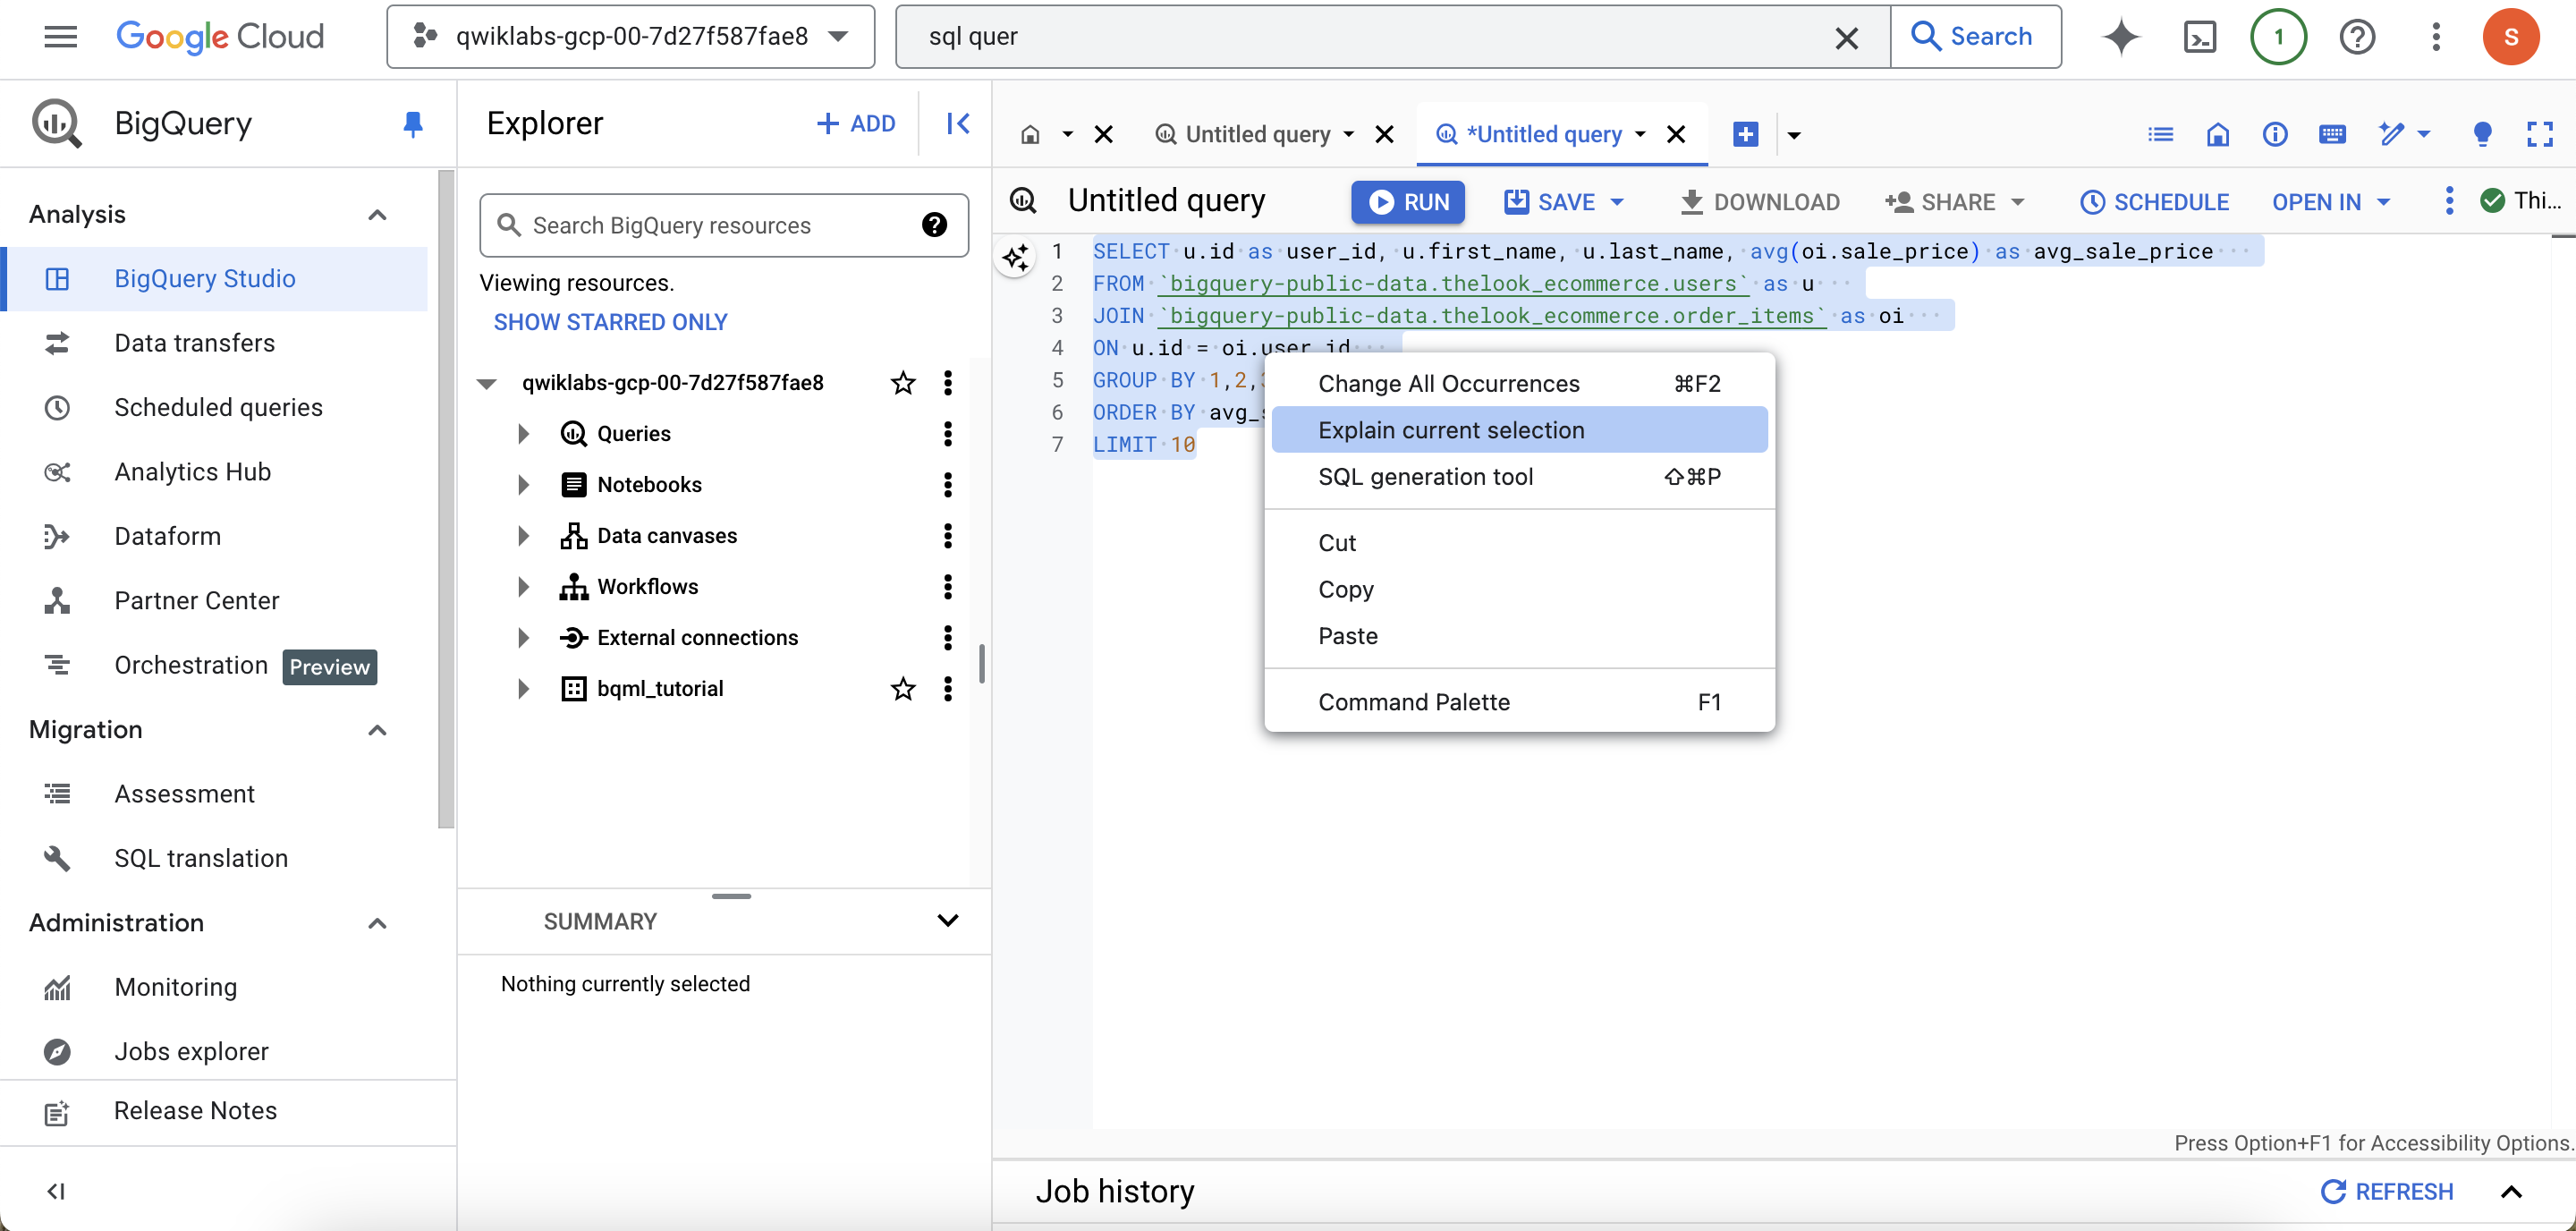 Google Cloud
qwiklabs-gcp-00-7d27f587fae8
sql quer
Search
1
S
BigQuery
Analysis
BigQuery Studio
Data transfers
Scheduled queries
Analytics Hub
Dataform
Partner Center
Orchestration Preview
Migration
Assessment
SQL translation
Administration
Monitoring
Jobs explorer
Release Notes
Explorer
ADD
Search BigQuery resources
Viewing resources.
SHOW STARRED ONLY
qwiklabs-gcp-00-7d27f587fae8
Queries
Notebooks
Data canvases
Workflows
External connections
bqml_tutorial
SUMMARY
Nothing currently selected
Untitled query
*Untitled query
Untitled query
RUN
SAVE
DOWNLOAD
SHARE
SCHEDULE
OPEN IN
Thi...
1 SELECT u.id as user_id, u.first_name, u.last_name, avg(oi.sale_price) as avg_sale_price
2 FROM `bigquery-public-data.thelook_ecommerce.users` as u
3 JOIN `bigquery-public-data.thelook_ecommerce.order_items` as oi
4 ON u.id = oi.user_id
5 GROUP BY 1,2,
6 ORDER BY avg_s
7 LIMIT 10
Change All Occurrences ⌘F2
Explain current selection
SQL generation tool ⇧⌘P
Cut
Copy
Paste
Command Palette F1
Press Option+F1 for Accessibility Options.
Job history
REFRESH